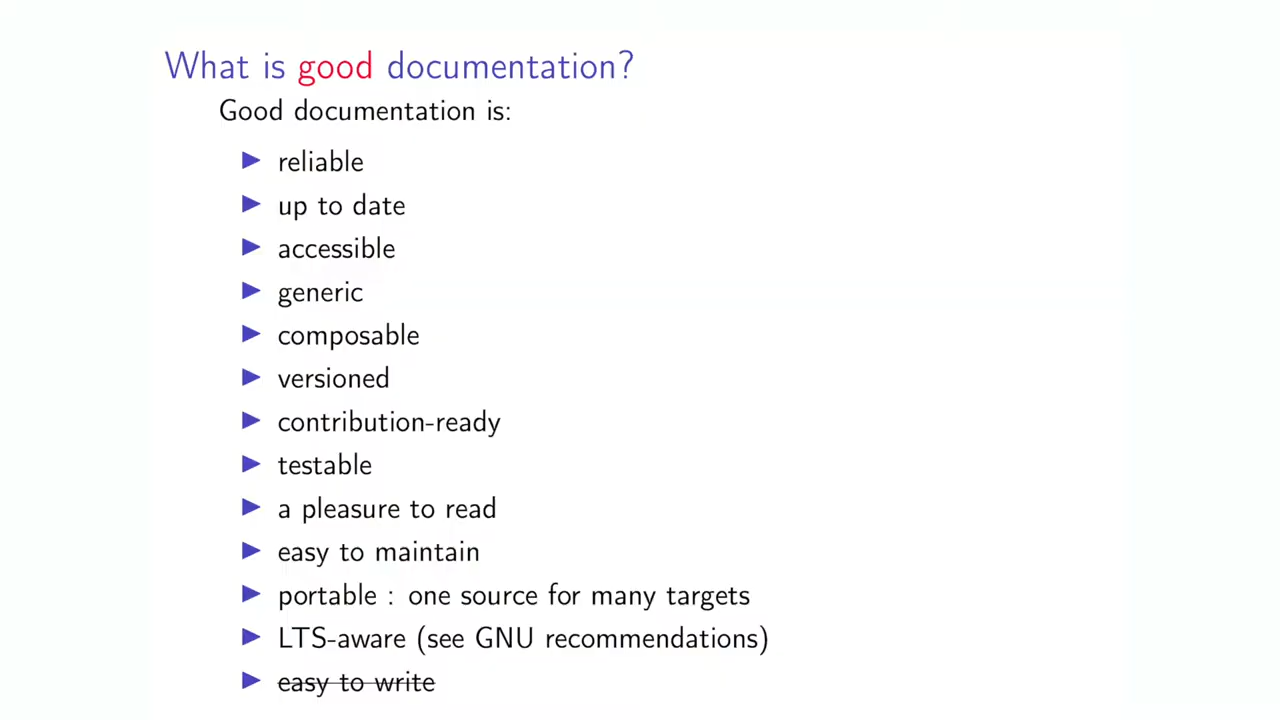 What is good documentation?
Good documentation is:
reliable
up to date
accessible
generic
composable
versioned
contribution-ready
testable
a pleasure to read
easy to maintain
portable : one source for many targets
LTS-aware (see GNU recommendations)
easy to write